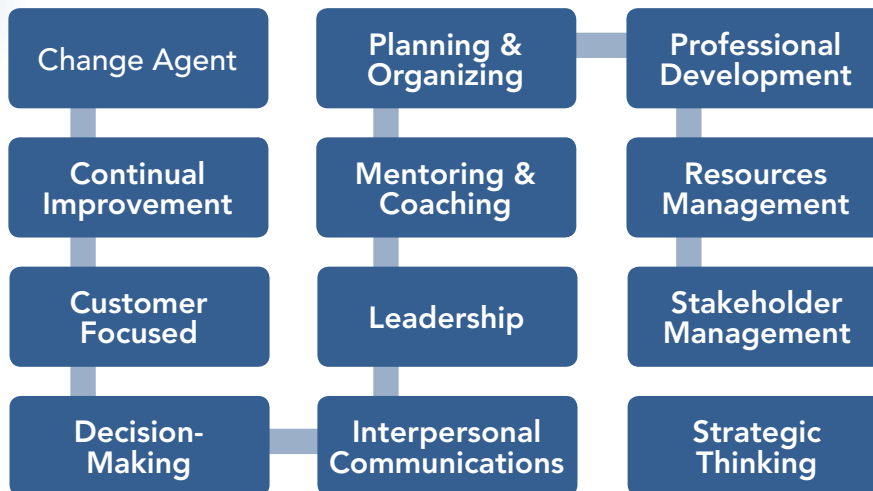 Change Agent
Continual
Improvement
Customer
Focused
Decision-
Making
Interpersonal
Communications
Leadership
Mentoring &
Coaching
Planning &
Organizing
Professional
Development
Resources
Management
Stakeholder
Management
Strategic
Thinking